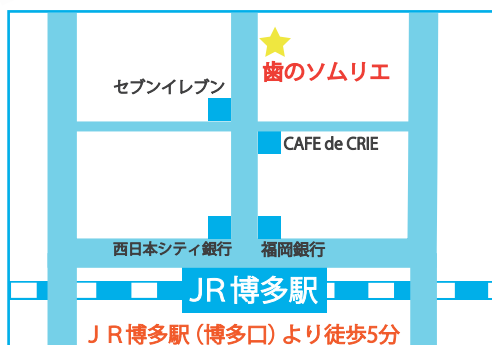 歯のソムリエ
セブンイレブン
CAFE de CRIE
西日本シティ銀行
福岡銀行
JR博多駅
ＪＲ博多駅（博多口）より徒歩5分